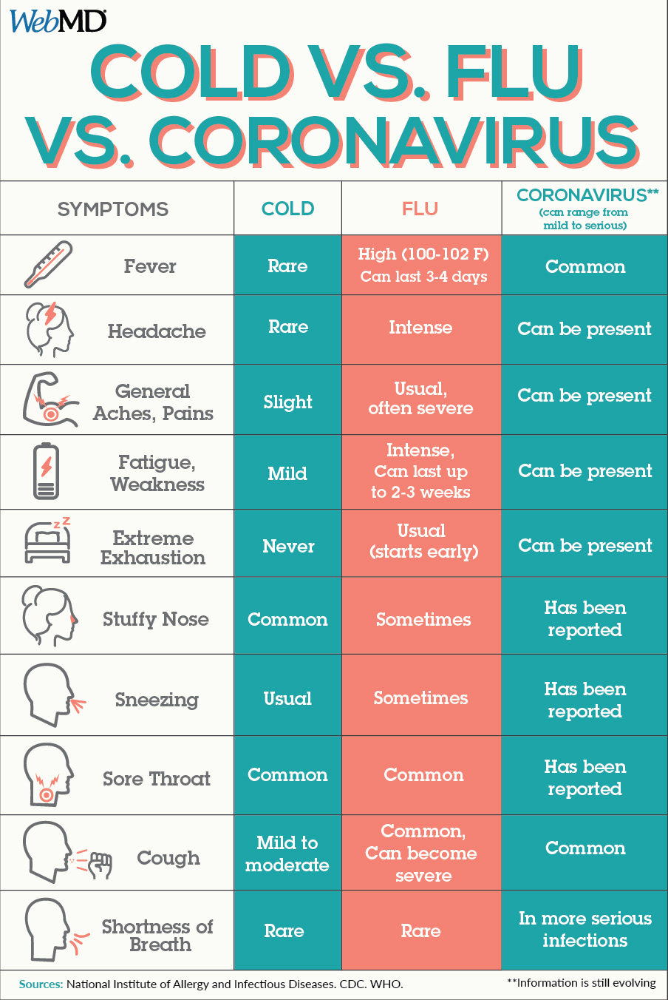 WebMD
COLD VS. FLU
VS. CORONAVIRUS
SYMPTOMS
COLD
FLU
CORONAVIRUS**
(can range from
mild to serious)
Fever
Rare
High (100-102 F)
Can last 3-4 days
Common
Headache
Rare
Intense
Can be present
General
Aches, Pains
Slight
Usual,
often severe
Can be present
Fatigue,
Weakness
Mild
Intense,
Can last up
to 2-3 weeks
Can be present
z z
Extreme
Exhaustion
Never
Usual
(starts early)
Can be present
Stuffy Nose
Common
Sometimes
Has been
reported
Sneezing
Usual
Sometimes
Has been
reported
Sore Throat
Common
Common
Has been
reported
Cough
Mild to
moderate
Common,
Can become
severe
Common
Shortness of
Breath
Rare
Rare
In more serious
infections
Sources: National Institute of Allergy and Infectious Diseases. CDC. WHO.
**Information is still evolving